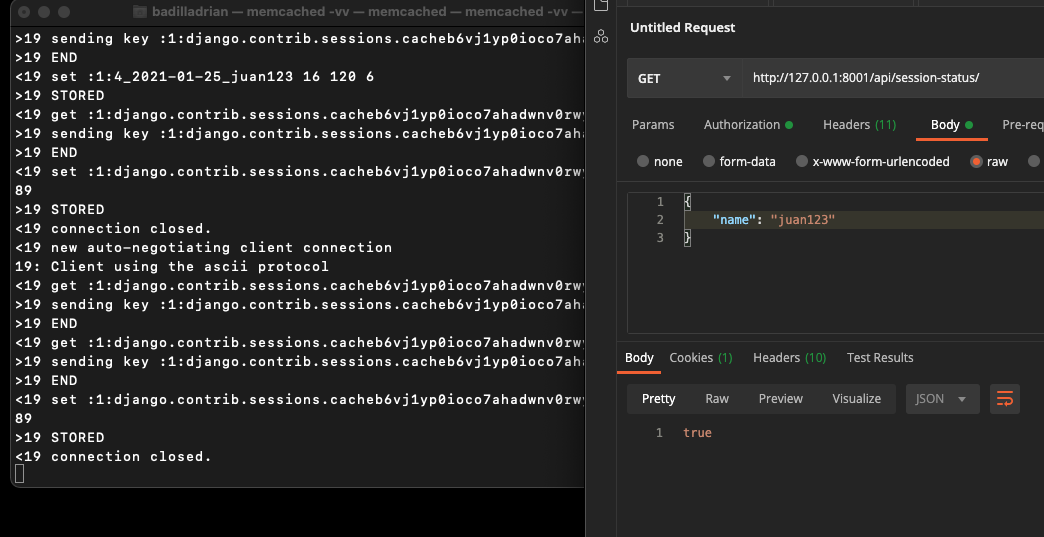 badilladrian — memcached -vv — memcached — memcached -vv —
>19 sending key :1:django.contrib.sessions.cacheb6vj1yp0ioco7aha
>19 END
<19 set :1:4_2021-01-25_juan123 16 120 6
>19 STORED
<19 get :1:django.contrib.sessions.cacheb6vj1yp0ioco7ahadwnv0rwy
>19 sending key :1:django.contrib.sessions.cacheb6vj1yp0ioco7aha
>19 END
<19 set :1:django.contrib.sessions.cacheb6vj1yp0ioco7ahadwnv0rwy
89
>19 STORED
<19 connection closed.
<19 new auto-negotiating client connection
19: Client using the ascii protocol
<19 get :1:django.contrib.sessions.cacheb6vj1yp0ioco7ahadwnv0rwy
>19 sending key :1:django.contrib.sessions.cacheb6vj1yp0ioco7aha
>19 END
<19 get :1:django.contrib.sessions.cacheb6vj1yp0ioco7ahadwnv0rwy
>19 sending key :1:django.contrib.sessions.cacheb6vj1yp0ioco7aha
>19 END
<19 set :1:django.contrib.sessions.cacheb6vj1yp0ioco7ahadwnv0rwy
89
>19 STORED
<19 connection closed.
Untitled Request
GET http://127.0.0.1:8001/api/session-status/
Params Authorization Headers (11) Body Pre-req
none form-data x-www-form-urlencoded raw
1 {
2 "name": "juan123"
3 }
Body Cookies (1) Headers (10) Test Results
Pretty Raw Preview Visualize JSON
1 true